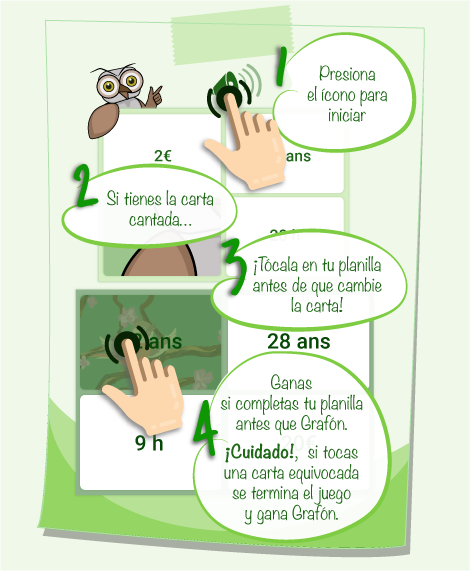 1
Presiona
el ícono para
iniciar
2€
ans
2
Si tienes la carta
cantada...
3
¡Tócala en tu planilla
antes de que cambie
la carta!
ans
28 ans
4
Ganas
si completas tu planilla
antes que Grafón.
¡Cuidado!, si tocas
una carta equivocada
se termina el juego
y gana Grafón.
9 h